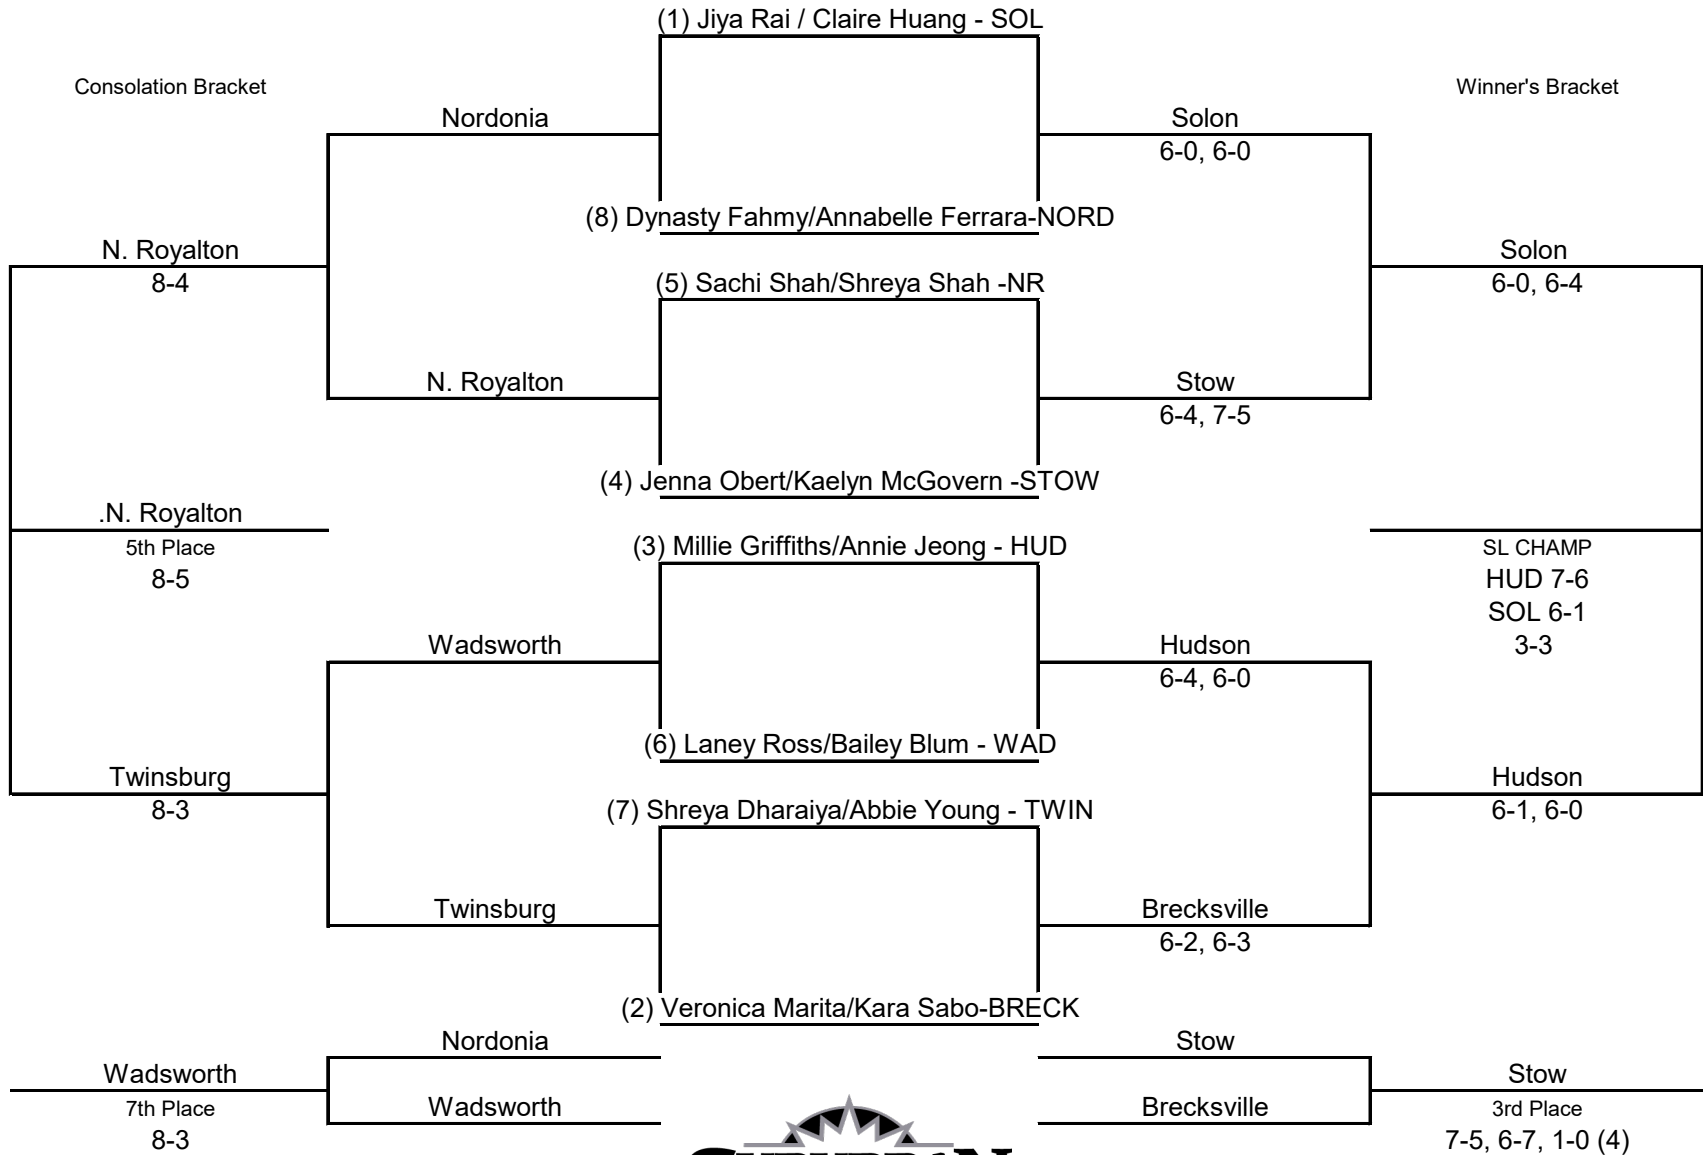 (1) Jiya Rai / Claire Huang - SOL
Consolation Bracket
Winner's Bracket
Nordonia
Solon
6-0, 6-0
(8) Dynasty Fahmy/Annabelle Ferrara-NORD
N. Royalton
Solon
8-4
(5) Sachi Shah/Shreya Shah -NR
6-0, 6-4
N. Royalton
Stow
6-4, 7-5
(4) Jenna Obert/Kaelyn McGovern -STOW
.N. Royalton
5th Place
(3) Millie Griffiths/Annie Jeong - HUD
SL CHAMP
8-5
HUD 7-6
SOL 6-1
Wadsworth
Hudson
3-3
6-4, 6-0
(6) Laney Ross/Bailey Blum - WAD
Twinsburg
Hudson
8-3
(7) Shreya Dharaiya/Abbie Young - TWIN
6-1, 6-0
Twinsburg
Brecksville
6-2, 6-3
(2) Veronica Marita/Kara Sabo-BRECK
Nordonia
Stow
Wadsworth
Stow
7th Place
Wadsworth
Brecksville
3rd Place
8-3
7-5, 6-7, 1-0 (4)